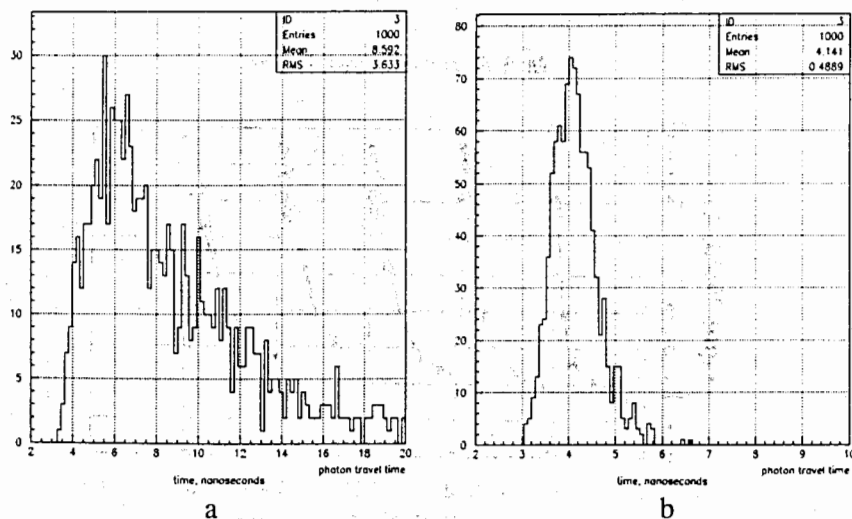 ID 3
Entries 1000
Mean 8.592
RMS 3.633
30
25
20
15
10
5
0
2 4 6 8 10 12 14 16 18 20
photon travel time
time, nanoseconds
a
ID 3
Entries 1000
Mean 4.141
RMS 0.4889
80
70
60
50
40
30
20
10
0
2 3 4 5 6 7 8 9 10
photon travel time
time, nanoseconds
b